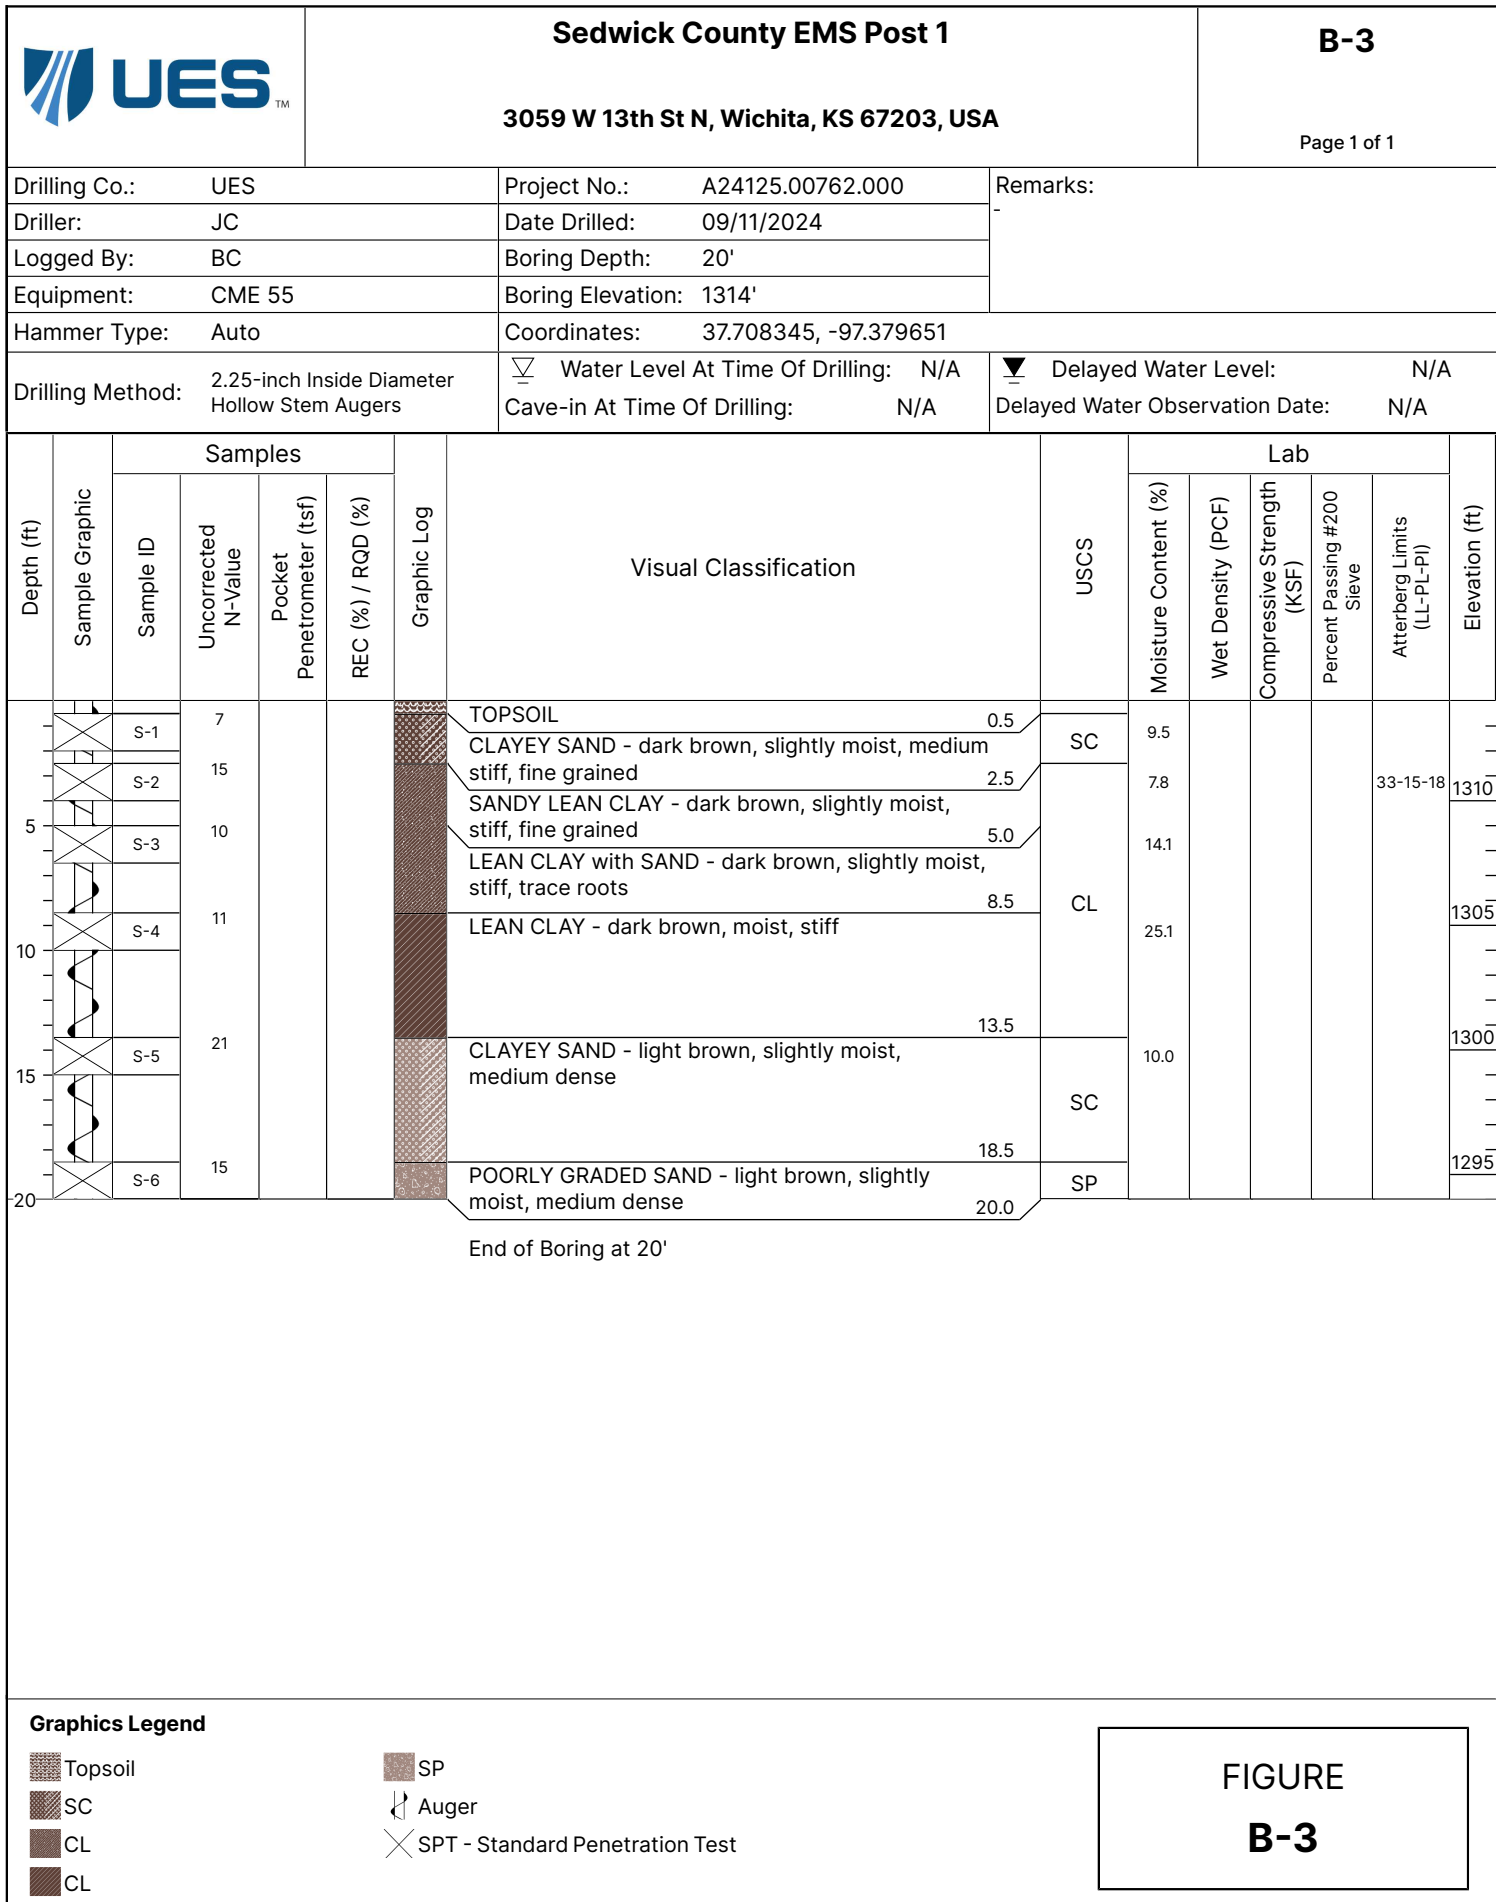 UES TM
Sedwick County EMS Post 1
3059 W 13th St N, Wichita, KS 67203, USA
B-3
Page 1 of 1
Drilling Co.: UES
Driller: JC
Logged By: BC
Equipment: CME 55
Hammer Type: Auto
Drilling Method: 2.25-inch Inside Diameter
Hollow Stem Augers
Project No.: A24125.00762.000
Date Drilled: 09/11/2024
Boring Depth: 20'
Boring Elevation: 1314'
Coordinates: 37.708345, -97.379651
Remarks:
-
Water Level At Time Of Drilling: N/A
Cave-in At Time Of Drilling: N/A
Delayed Water Level: N/A
Delayed Water Observation Date: N/A
Depth (ft)
Sample Graphic
Samples
Sample ID
Uncorrected
N-Value
Pocket
Penetrometer (tsf)
REC (%) / RQD (%)
Graphic Log
Visual Classification
USCS
Lab
Moisture Content (%)
Wet Density (PCF)
Compressive Strength
(KSF)
Percent Passing #200
Sieve
Atterberg Limits
(LL-PL-PI)
Elevation (ft)
TOPSOIL 0.5
S-1 7 SC 9.5
CLAYEY SAND - dark brown, slightly moist, medium
stiff, fine grained 2.5
S-2 15 7.8 33-15-18 1310
SANDY LEAN CLAY - dark brown, slightly moist,
stiff, fine grained 5.0
5
S-3 10 14.1
LEAN CLAY with SAND - dark brown, slightly moist,
stiff, trace roots 8.5
CL
1305
S-4 11 25.1
LEAN CLAY - dark brown, moist, stiff
10
13.5
1300
S-5 21 10.0
CLAYEY SAND - light brown, slightly moist,
medium dense
15
SC
18.5
1295
S-6 15 SP
POORLY GRADED SAND - light brown, slightly
moist, medium dense 20.0
20
End of Boring at 20'
Graphics Legend
Topsoil
SC
CL
CL
SP
Auger
SPT - Standard Penetration Test
FIGURE
B-3